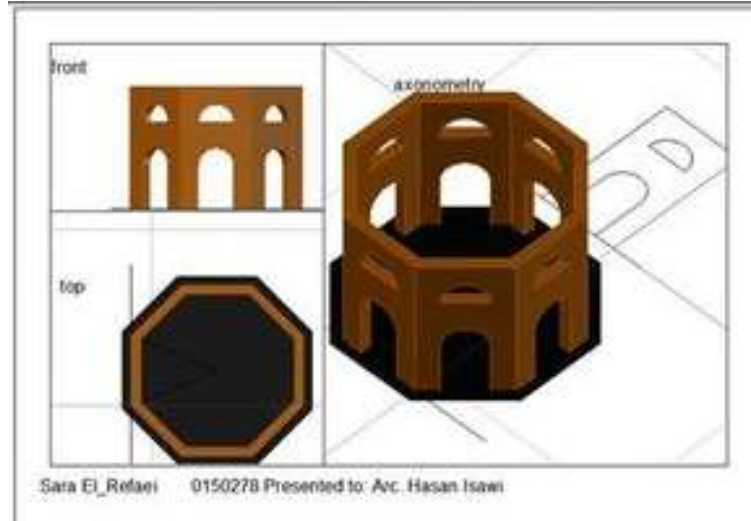 front
axonometry
top
Sara El_Refaei 0150278 Presented to: Arc. Hasan Isawi